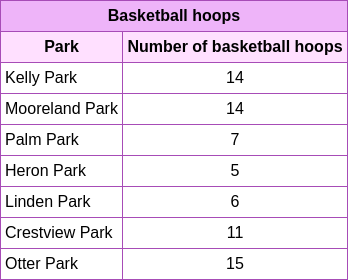 Basketball hoops
Park Number of basketball hoops
Kelly Park 14
Mooreland Park 14
Palm Park 7
Heron Park 5
Linden Park 6
Crestview Park 11
Otter Park 15